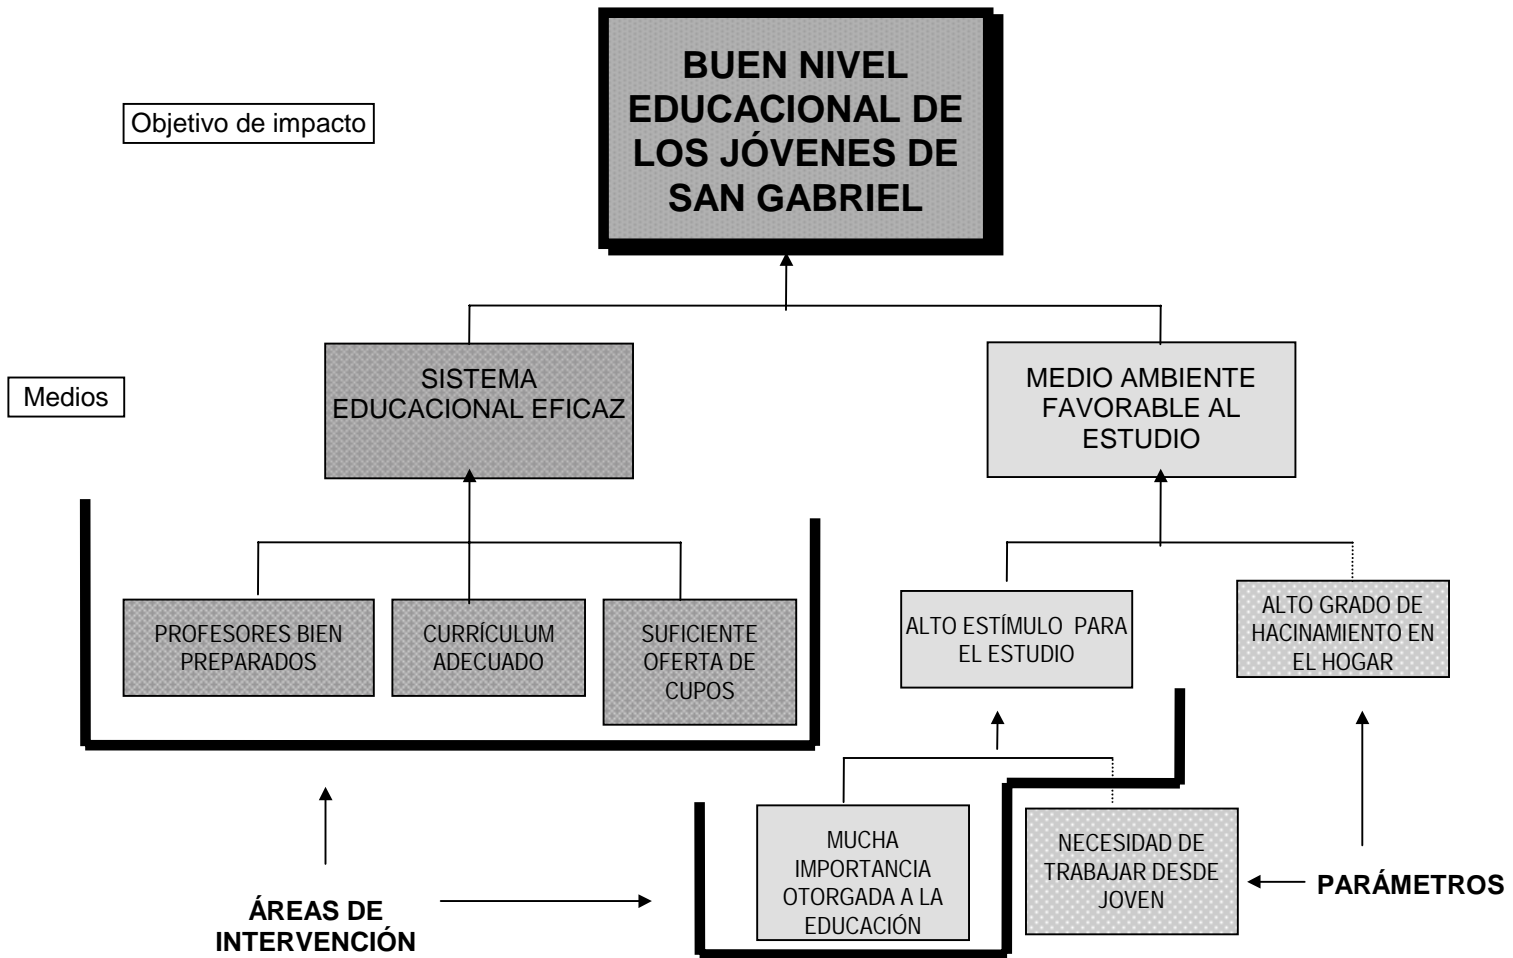 BUEN NIVEL
EDUCACIONAL DE
LOS JÓVENES DE
SAN GABRIEL
Objetivo de impacto
SISTEMA
EDUCACIONAL EFICAZ
MEDIO AMBIENTE
FAVORABLE AL
ESTUDIO
Medios
PROFESORES BIEN
PREPARADOS
CURRÍCULUM
ADECUADO
SUFICIENTE
OFERTA DE
CUPOS
ALTO ESTÍMULO PARA
EL ESTUDIO
ALTO GRADO DE
HACINAMIENTO EN
EL HOGAR
MUCHA
IMPORTANCIA
OTORGADA A LA
EDUCACIÓN
NECESIDAD DE
TRABAJAR DESDE
JOVEN
PARÁMETROS
ÁREAS DE
INTERVENCIÓN